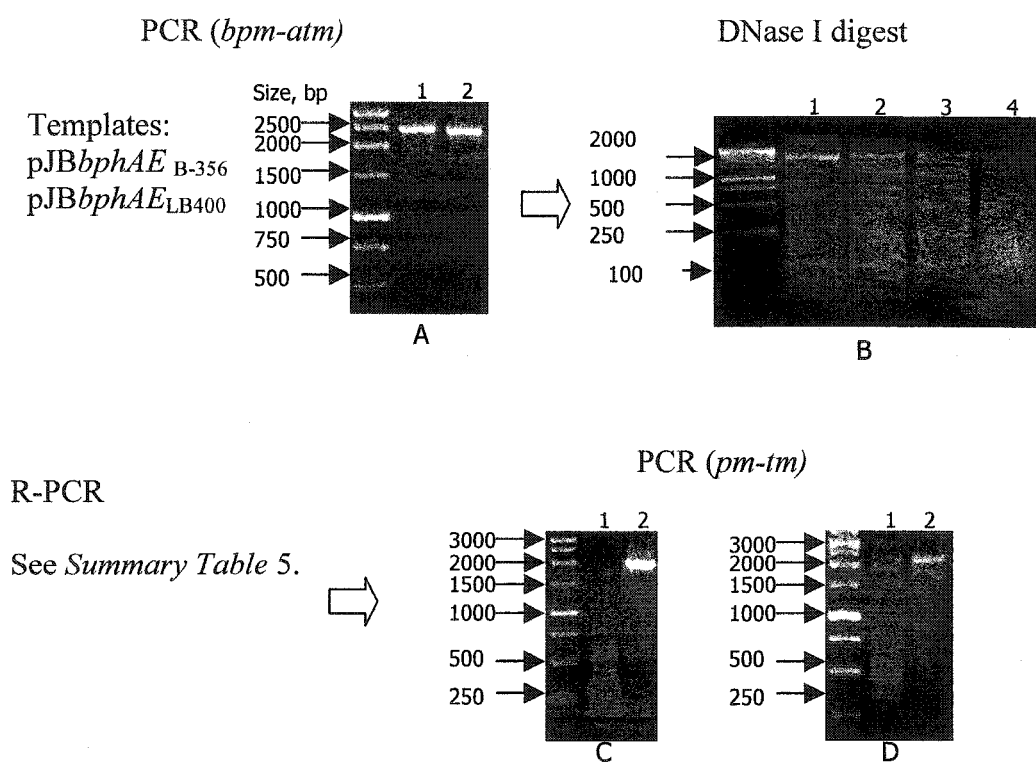 PCR (bpm-atm)
DNase I digest
Templates:
pJBbphAE B-356
pJBbphAE LB400
Size, bp
1 2
2500
2000
1500
1000
750
500
A
1 2 3 4
2000
1000
500
250
100
B
R-PCR
See Summary Table 5.
PCR (pm-tm)
1 2
3000
2000
1500
1000
500
250
C
1 2
3000
2000
1500
1000
500
250
D